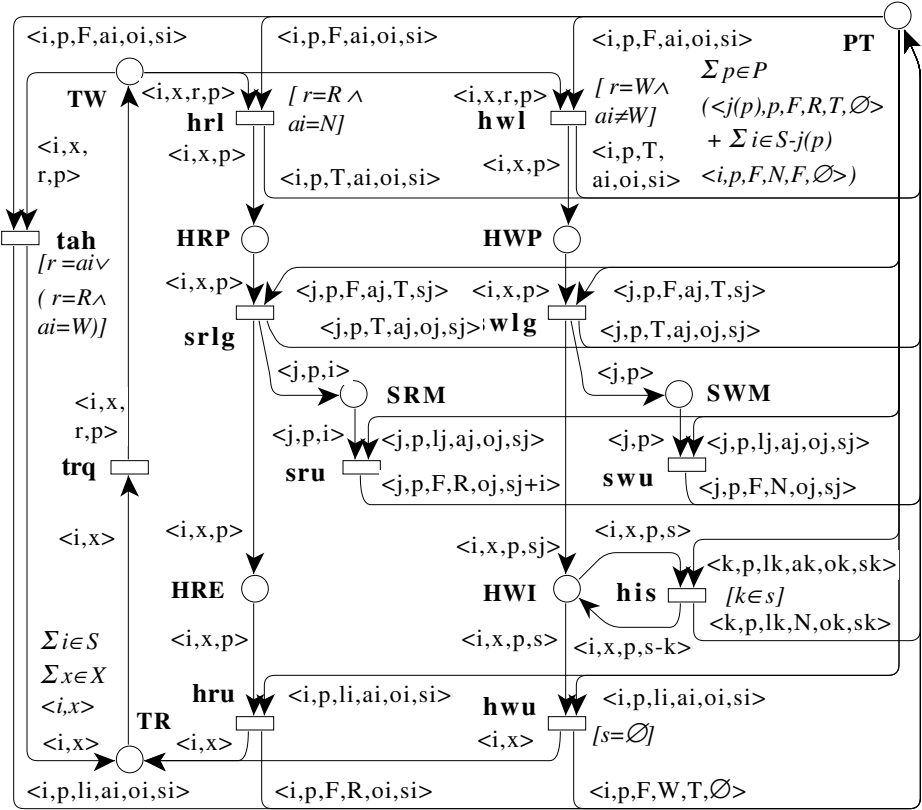 <i,p,F,ai,oi,si>
<i,p,F,ai,oi,si>
<i,p,F,ai,oi,si>
PT
TW
<i,x,r,p>
hrl
[ r=R ∧
ai=N]
<i,x,r,p>
hwl
[ r=W∧
ai≠W]
Σ p∈P
(<j(p),p,F,R,T,∅>
+ Σ i∈S-j(p)
<i,p,F,N,F,∅>)
<i,x,
r,p>
<i,x,p>
<i,p,T,ai,oi,si>
<i,x,p>
<i,p,T,
ai,oi,si>
tah
[r =ai∨
( r=R∧
ai=W)]
HRP
HWP
<i,x,p>
<j,p,F,aj,T,sj>
<i,x,p>
<j,p,F,aj,T,sj>
srlg
<j,p,T,aj,oj,sj>
wlg
<j,p,T,aj,oj,sj>
<j,p,i>
SRM
<j,p>
SWM
<i,x,
r,p>
<j,p,i>
<j,p,lj,aj,oj,sj>
<j,p>
<j,p,lj,aj,oj,sj>
trq
sru
<j,p,F,R,oj,sj+i>
swu
<j,p,F,N,oj,sj>
<i,x>
<i,x,p>
<i,x,p,sj>
<i,x,p,s>
<k,p,lk,ak,ok,sk>
HRE
HWI
his
[k∈s]
<k,p,lk,N,ok,sk>
<i,x,p>
<i,x,p,s>
<i,x,p,s-k>
Σ i∈S
Σ x∈X
<i,x>
TR
hru
<i,p,li,ai,oi,si>
hwu
<i,p,li,ai,oi,si>
[s=∅]
<i,x>
<i,x>
<i,x>
<i,p,li,ai,oi,si>
<i,p,F,R,oi,si>
<i,p,F,W,T,∅>